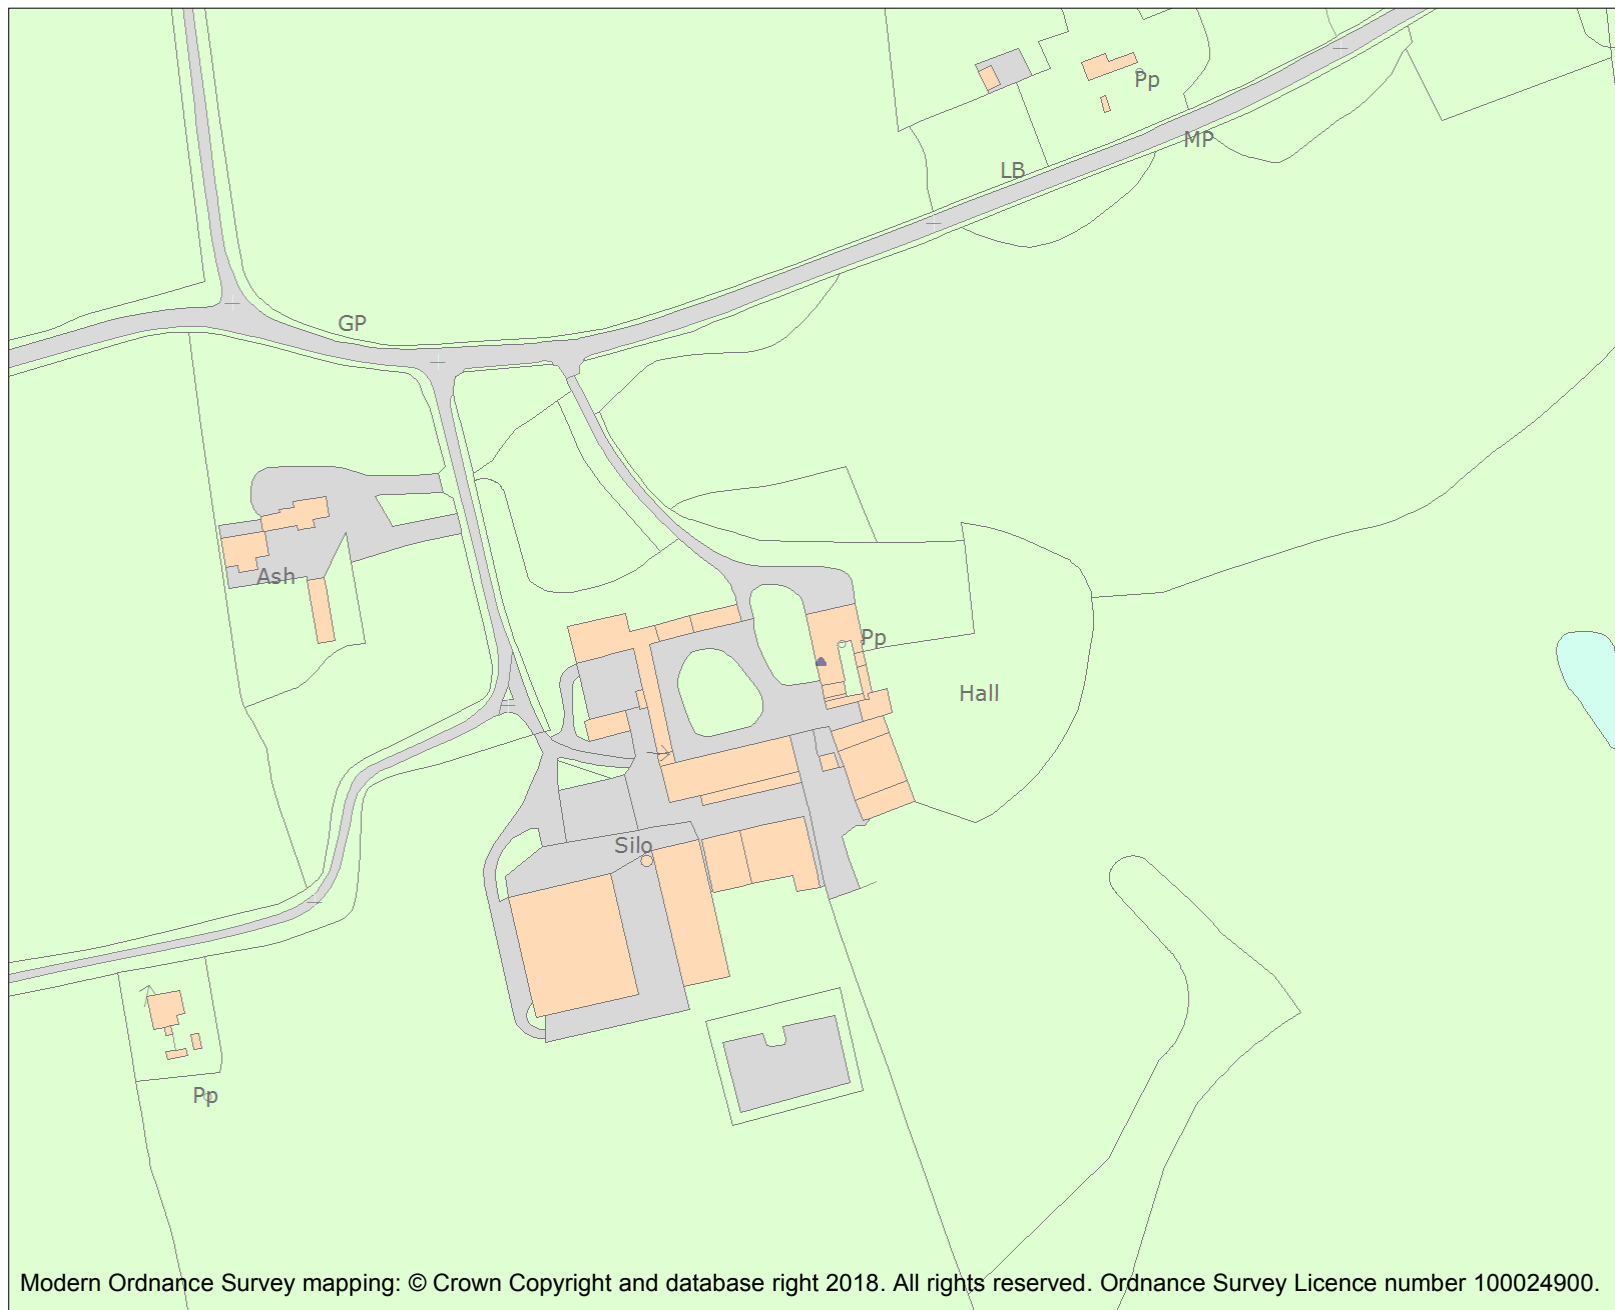 Pp
MP
LB
GP
Ash
Pp
Hall
Silo
Pp
Modern Ordnance Survey mapping: © Crown Copyright and database right 2018. All rights reserved. Ordnance Survey Licence number 100024900.